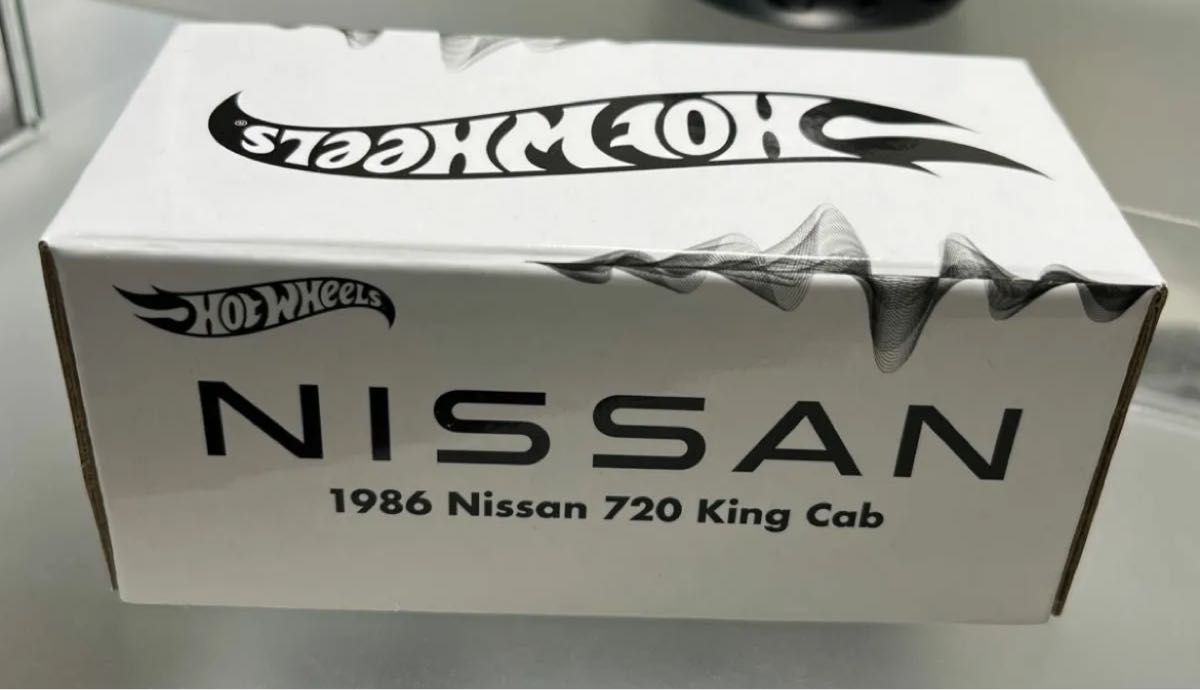 HOT WHEELS®
HOT WHEELS
NISSAN
1986 Nissan 720 King Cab